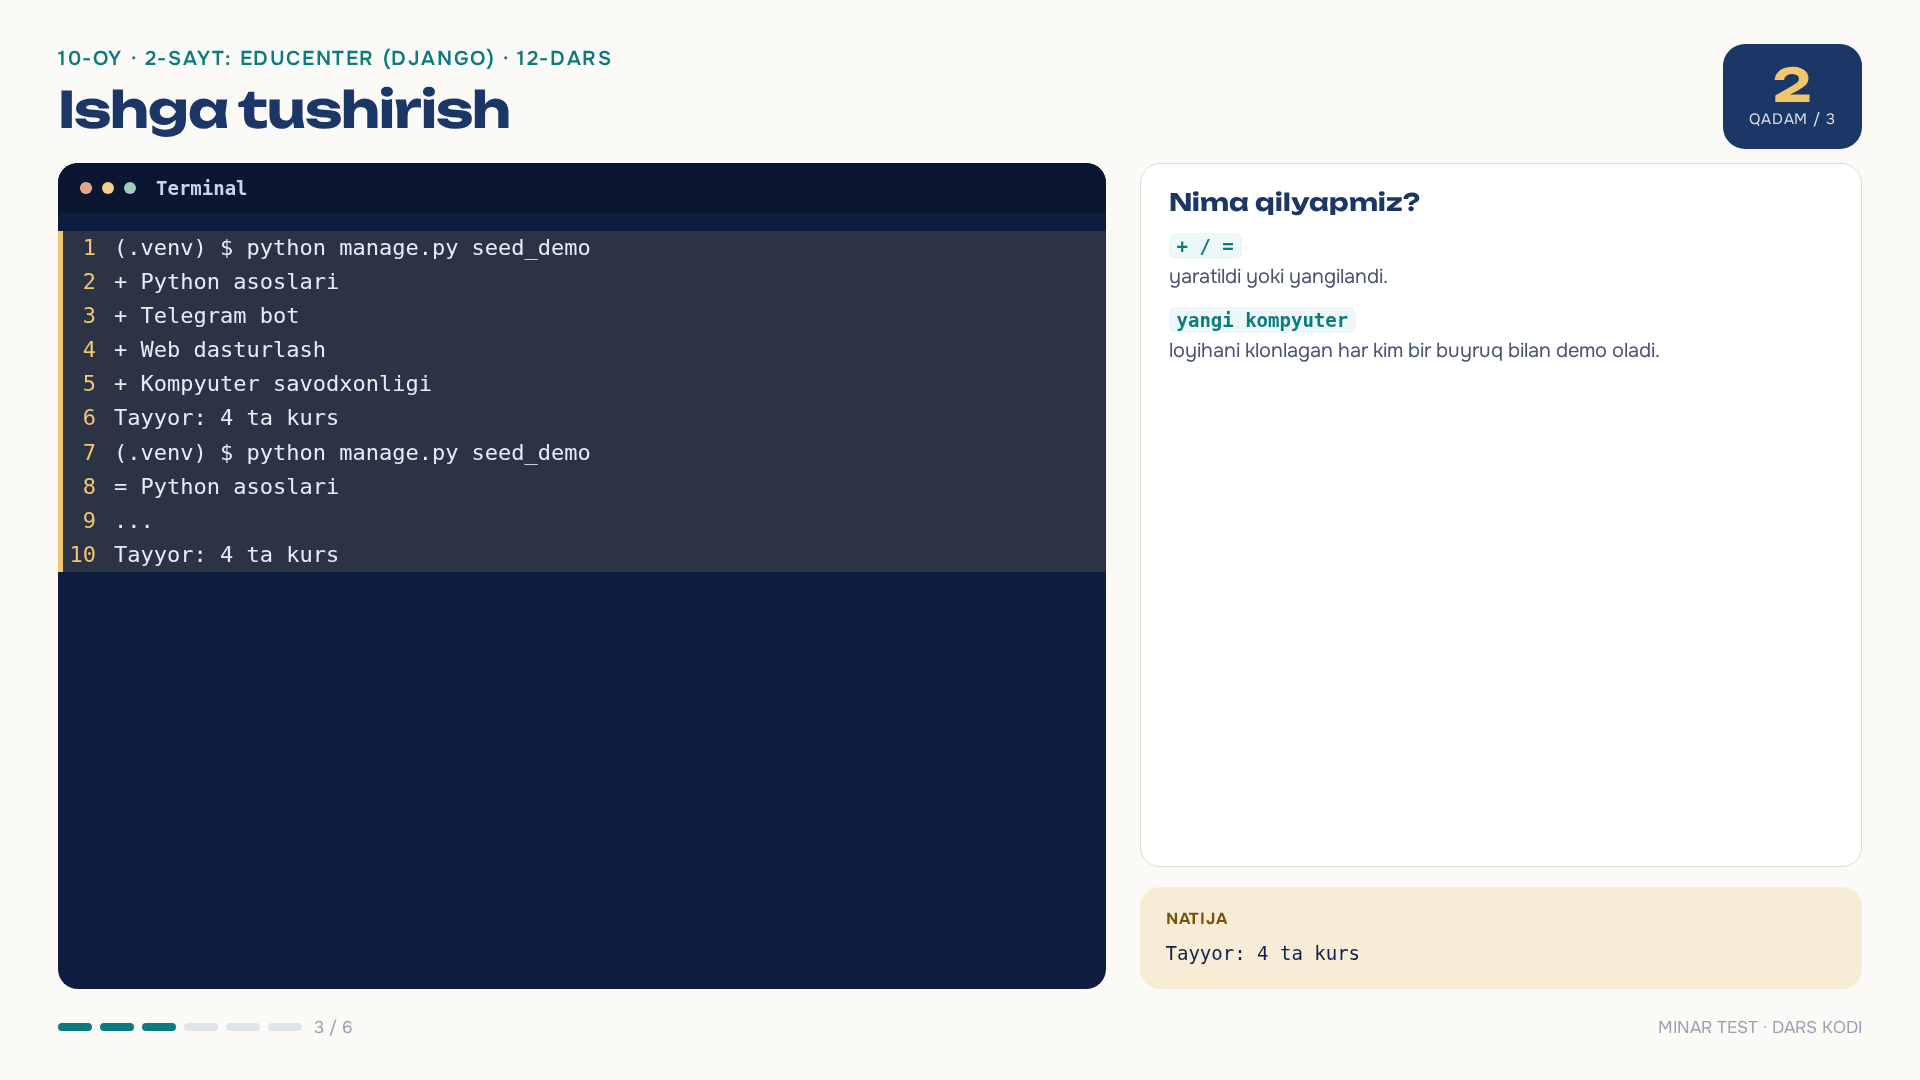 10-OY · 2-SAYT: EDUCENTER (DJANGO) · 12-DARS
Ishga tushirish
2
QADAM / 3
Terminal
1 (.venv) $ python manage.py seed_demo
2 + Python asoslari
3 + Telegram bot
4 + Web dasturlash
5 + Kompyuter savodxonligi
6 Tayyor: 4 ta kurs
7 (.venv) $ python manage.py seed_demo
8 = Python asoslari
9 ...
10 Tayyor: 4 ta kurs
Nima qilyapmiz?
+ / =
yaratildi yoki yangilandi.
yangi kompyuter
loyihani klonlagan har kim bir buyruq bilan demo oladi.
NATIJA
Tayyor: 4 ta kurs
3 / 6
MINAR TEST · DARS KODI